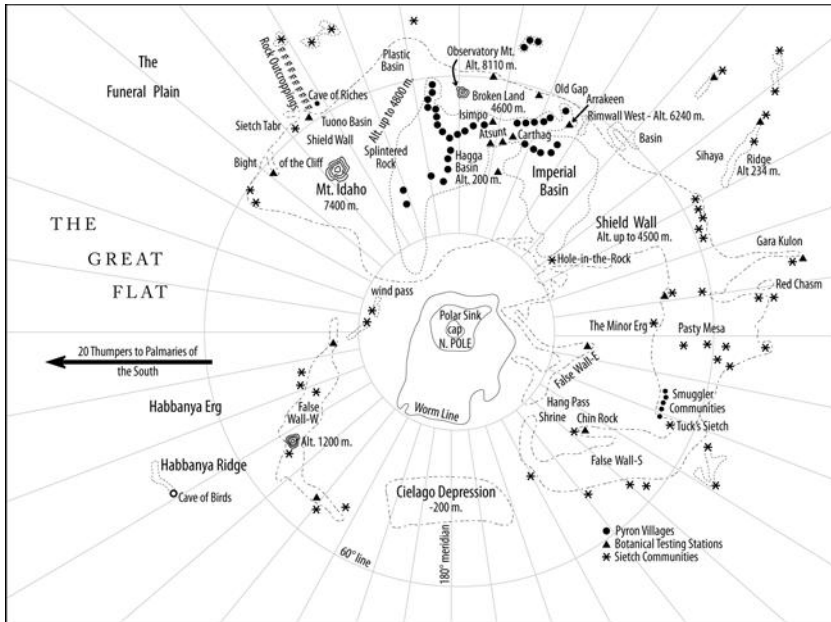 The
Funeral Plain
Rock Outcroppings
Plastic
Basin
Observatory Mt.
Alt. 8110 m.
Old Gap
Arrakeen
Rimwall West - Alt. 6240 m.
Basin
Cave of Riches
Broken Land
4600 m.
Alt. up to 4800 m.
Tuono Basin
Sietch Tabr
Shield Wall
Isimpo
Atsunt
Carthag
Splintered
Rock
Hagga
Basin
Alt. 200 m.
Imperial
Basin
Sihaya
Ridge
Alt 234 m.
Bight
of the Cliff
Mt. Idaho
7400 m.
THE
GREAT
FLAT
Shield Wall
Alt. up to 4500 m.
Gara Kulon
Hole-in-the-Rock
Red Chasm
wind pass
Polar Sink
cap
N. POLE
The Minor Erg
Pasty Mesa
20 Thumpers to Palmaries of
the South
False Wall-E
Habbanya Erg
False
Wall-W
Worm Line
Hang Pass
Shrine
Chin Rock
Smuggler
Communities
Tuck's Sietch
Alt. 1200 m.
Habbanya Ridge
False Wall-S
Cave of Birds
Cielago Depression
-200 m.
60° line
180° meridian
Pyron Villages
Botanical Testing Stations
Sietch Communities